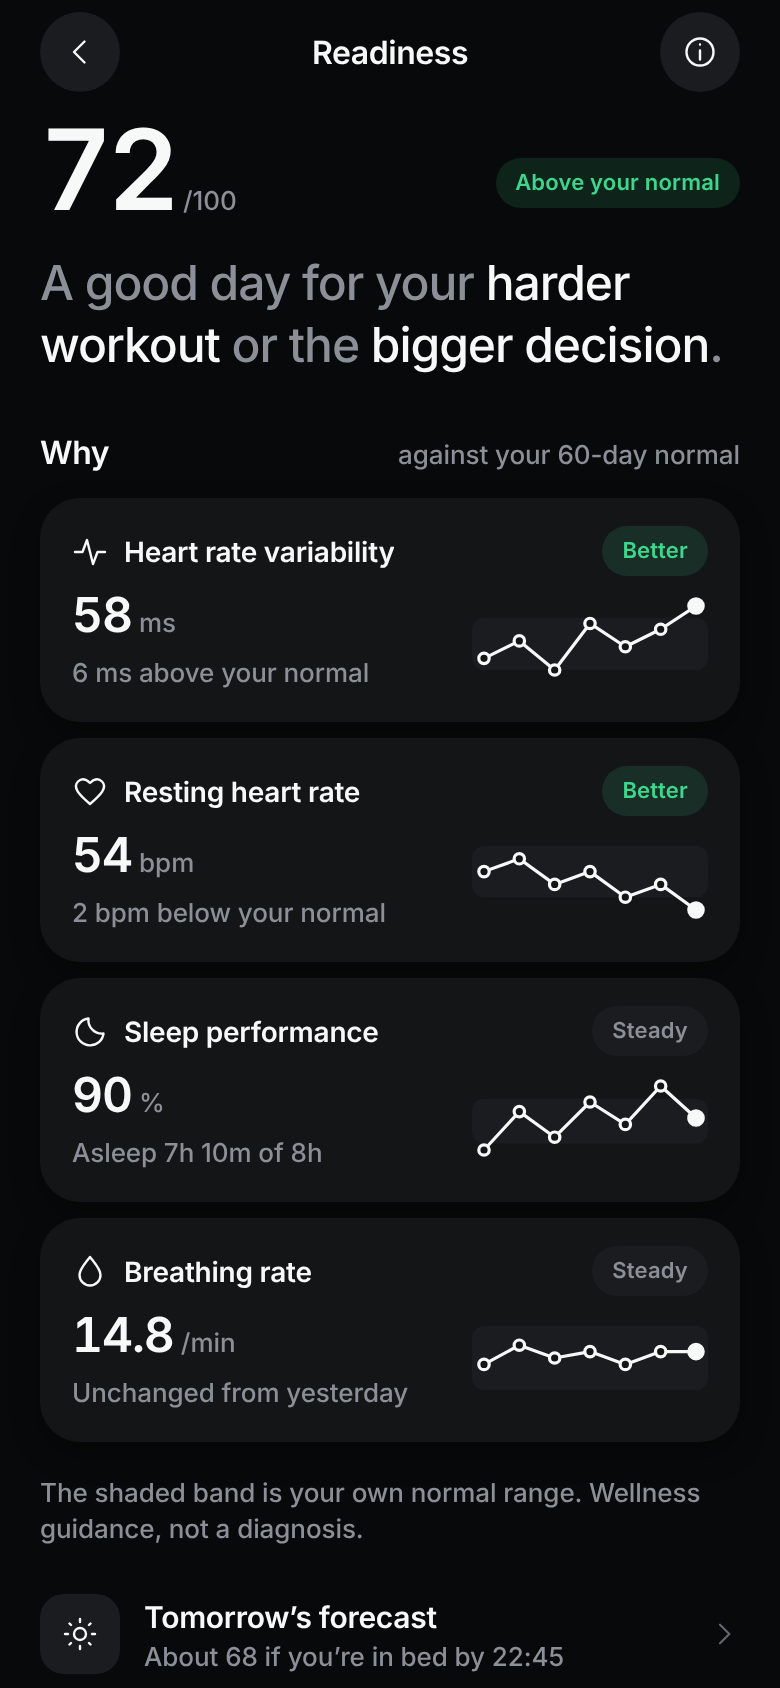 Readiness
72 /100
Above your normal
A good day for your harder
workout or the bigger decision.
Why
against your 60-day normal
Heart rate variability
Better
58 ms
6 ms above your normal
Resting heart rate
Better
54 bpm
2 bpm below your normal
Sleep performance
Steady
90 %
Asleep 7h 10m of 8h
Breathing rate
Steady
14.8 /min
Unchanged from yesterday
The shaded band is your own normal range. Wellness
guidance, not a diagnosis.
Tomorrow’s forecast
About 68 if you’re in bed by 22:45